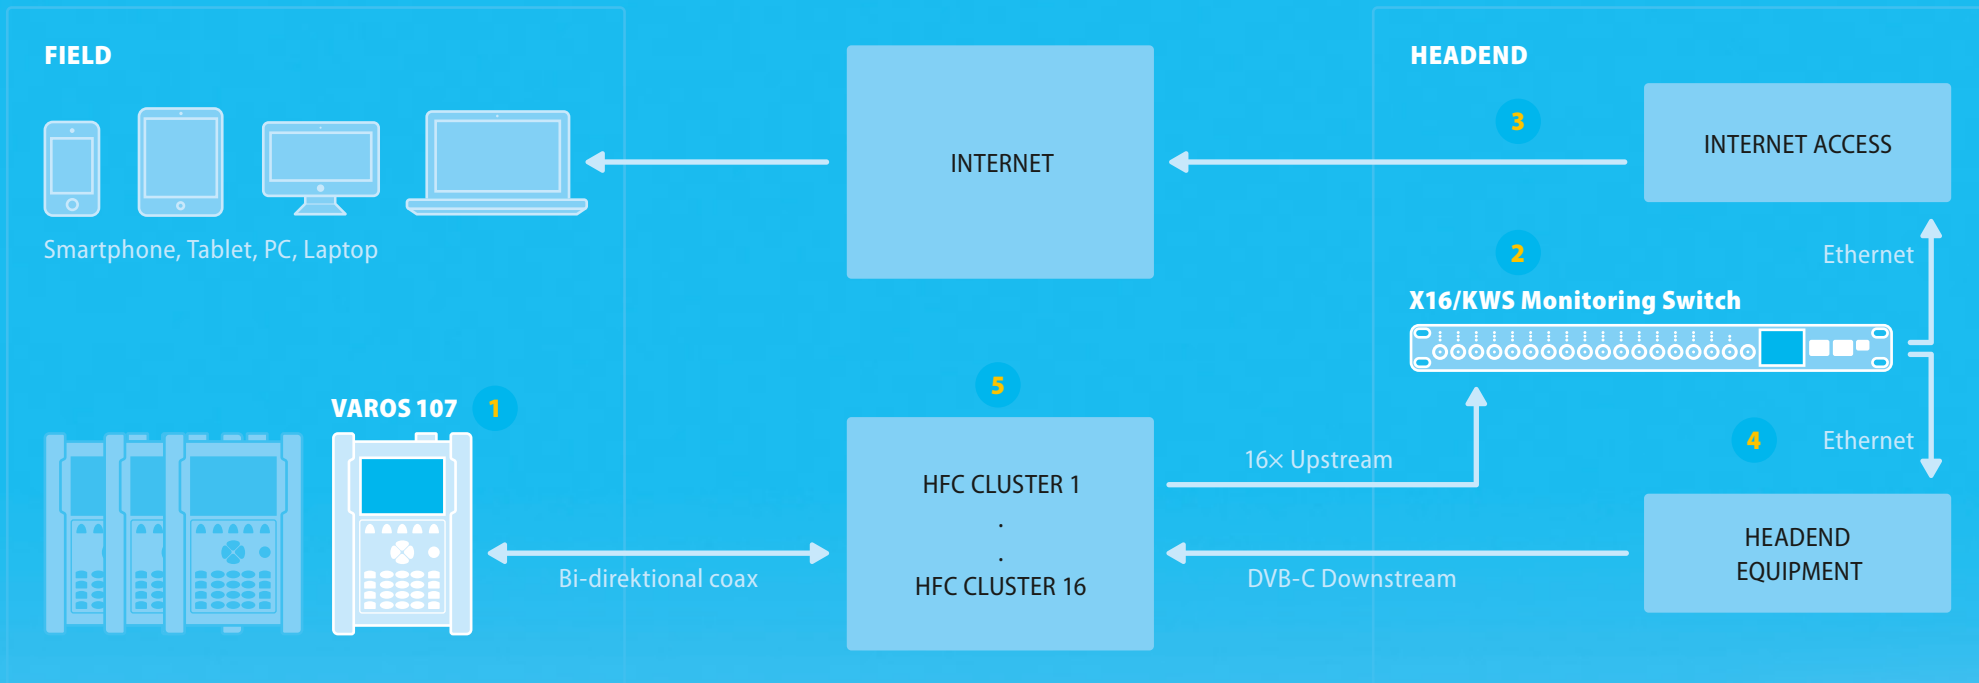 FIELD
Smartphone, Tablet, PC, Laptop
VAROS 107
1
Bi-direktional coax
INTERNET
5
HFC CLUSTER 1
.
.
HFC CLUSTER 16
16× Upstream
DVB-C Downstream
HEADEND
3
INTERNET ACCESS
2
Ethernet
X16/KWS Monitoring Switch
4
Ethernet
HEADEND
EQUIPMENT